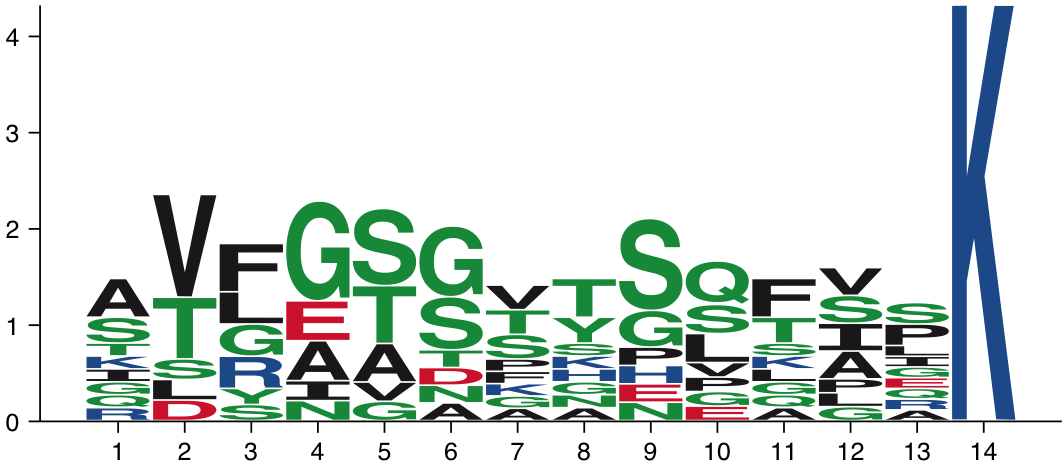 4
3
2
1
0
A S T K I G Q R
V T S L D
F L G R Y S
G E A I N
S T A V G
G S T D N A
V T S P F K G A
T Y S K H G N A
S G P H E N
Q S L V P G E
F T S K L G Q A
V S I A P L G
S P L I G E Q R A
K
1 2 3 4 5 6 7 8 9 10 11 12 13 14